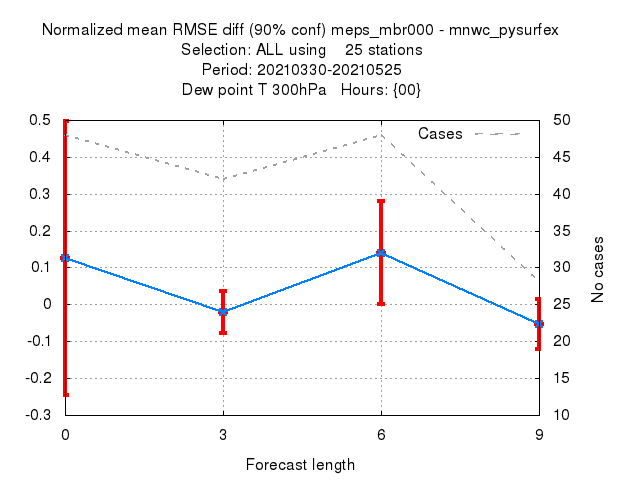 Normalized mean RMSE diff (90% conf) meps_mbr000 - mnwc_pysurfex
Selection: ALL using    25 stations
Period: 20210330-20210525
Dew point T 300hPa   Hours: {00}
Cases
0.5
0.4
0.3
0.2
0.1
0
-0.1
-0.2
-0.3
50
45
40
35
30
25
20
15
10
No cases
0 3 6 9
Forecast length